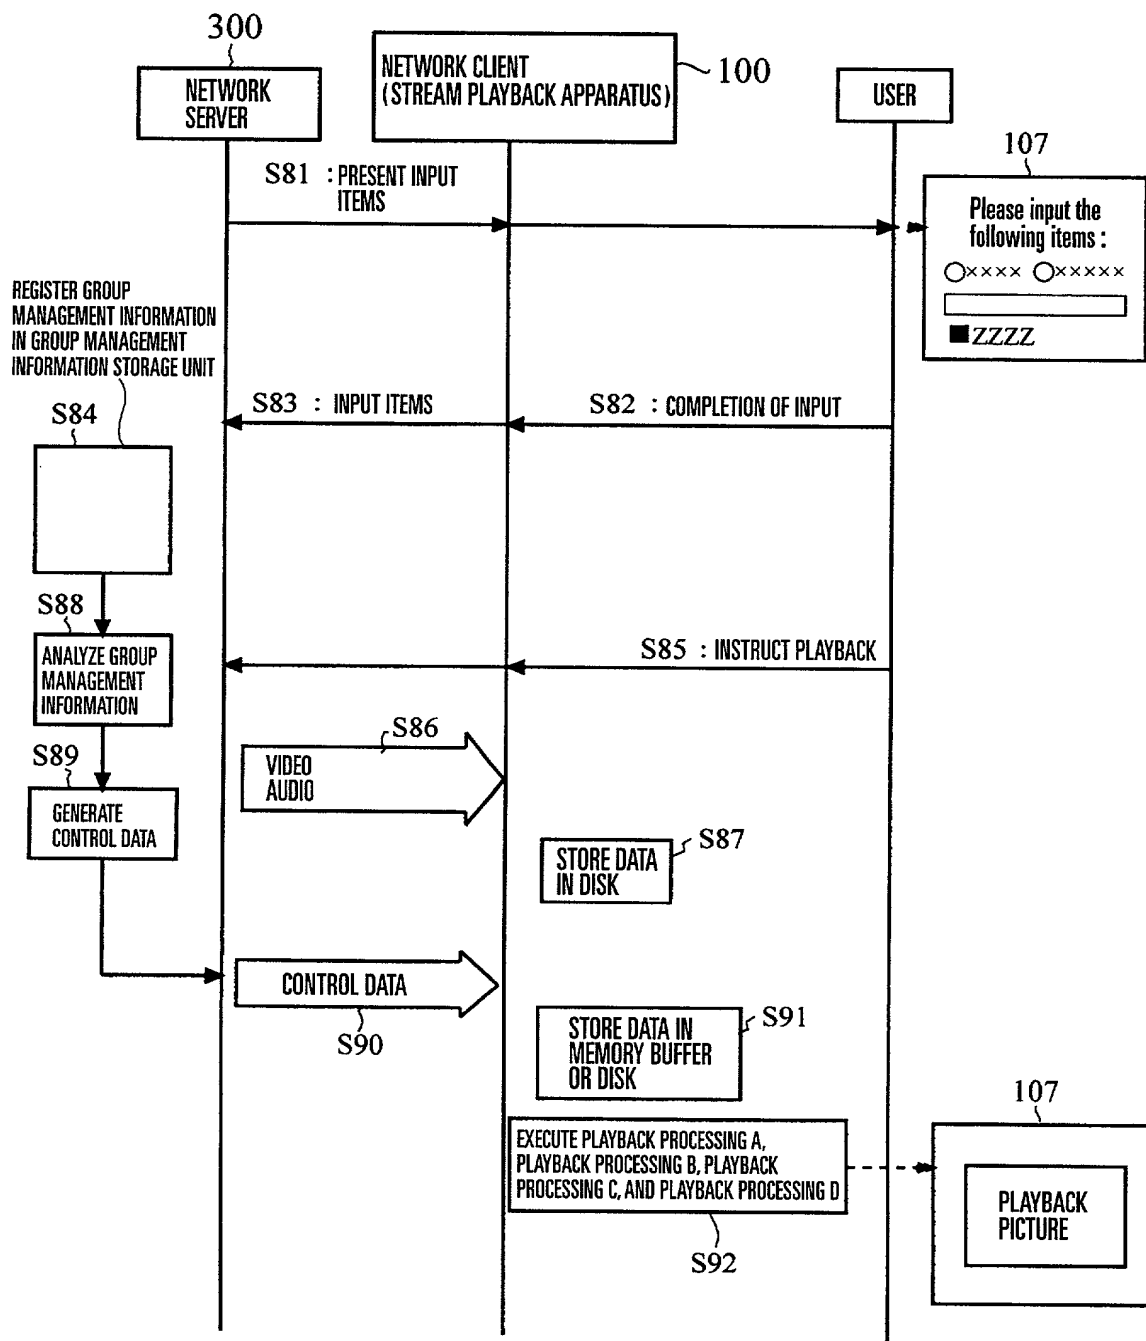 300
NETWORK
SERVER
NETWORK CLIENT
(STREAM PLAYBACK APPARATUS)
100
USER
S81 : PRESENT INPUT
ITEMS
107
Please input the
following items :
○×××× ○×××××
■ZZZZ
REGISTER GROUP
MANAGEMENT INFORMATION
IN GROUP MANAGEMENT
INFORMATION STORAGE UNIT
S84
S83 : INPUT ITEMS
S82 : COMPLETION OF INPUT
S88
ANALYZE GROUP
MANAGEMENT
INFORMATION
S85 : INSTRUCT PLAYBACK
S86
VIDEO
AUDIO
S89
GENERATE
CONTROL DATA
S87
STORE DATA
IN DISK
CONTROL DATA
S90
S91
STORE DATA IN
MEMORY BUFFER
OR DISK
EXECUTE PLAYBACK PROCESSING A,
PLAYBACK PROCESSING B, PLAYBACK
PROCESSING C, AND PLAYBACK PROCESSING D
S92
107
PLAYBACK
PICTURE